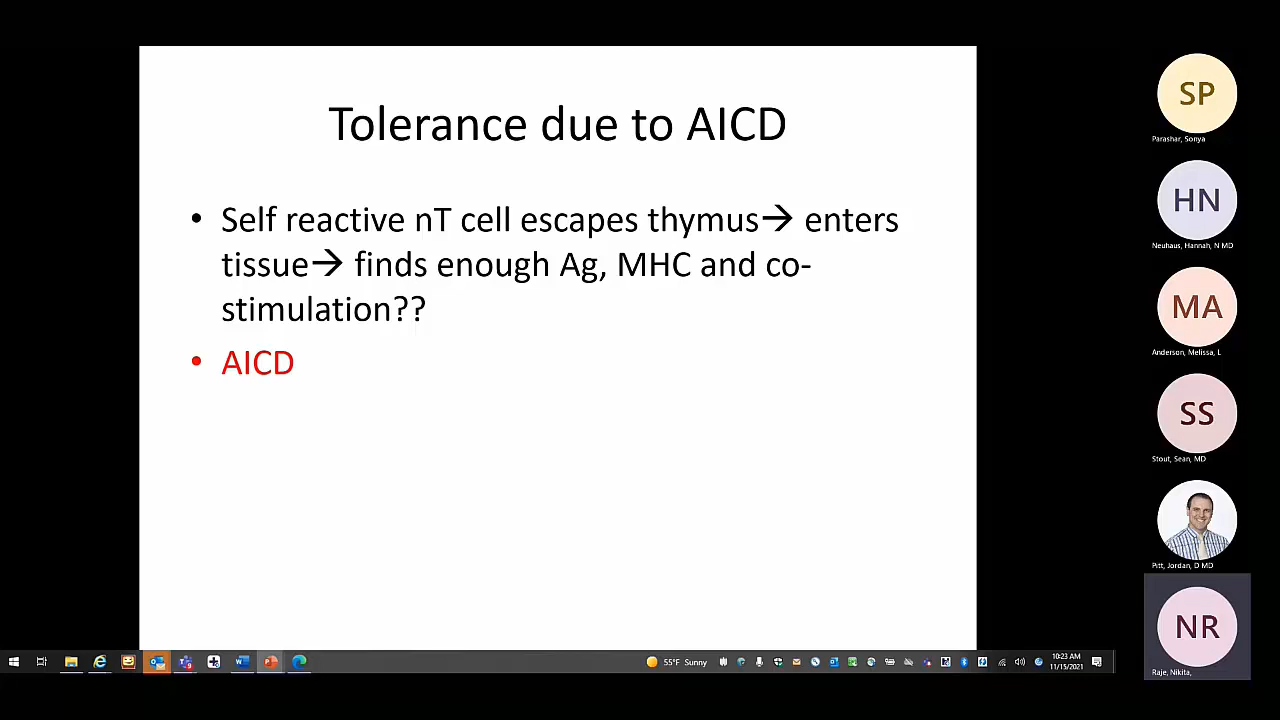 Tolerance due to AICD
• Self reactive nT cell escapes thymus→ enters
tissue→ finds enough Ag, MHC and co-
stimulation??
• AICD
SP
Parashar, Sonya
HN
Neuhaus, Hannah, N MD
MA
Anderson, Melissa, L
SS
Stout, Sean, MD
Pitt, Jordan, D MD
NR
Raje, Nikita,
55°F Sunny
10:23 AM
11/15/2021